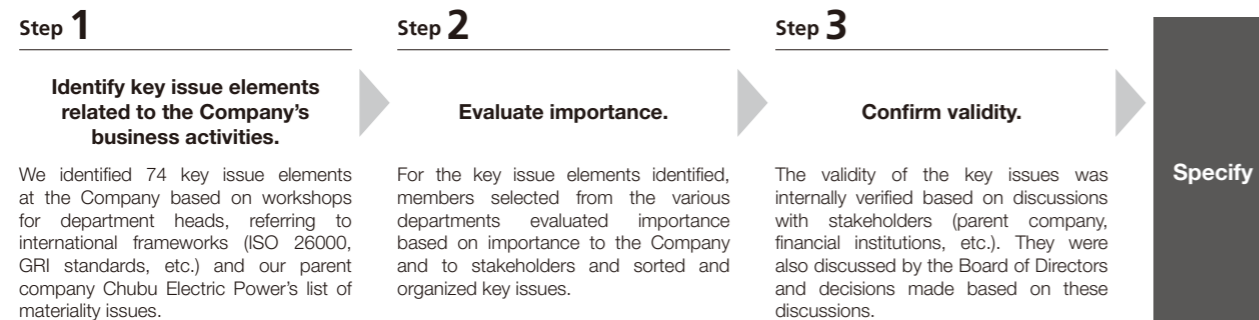 Step 1
Identify key issue elements
related to the Company's
business activities.
We identified 74 key issue elements
at the Company based on workshops
for department heads, referring to
international frameworks (ISO 26000,
GRI standards, etc.) and our parent
company Chubu Electric Power's list of
materiality issues.
Step 2
Evaluate importance.
For the key issue elements identified,
members selected from the various
departments evaluated importance
based on importance to the Company
and to stakeholders and sorted and
organized key issues.
Step 3
Confirm validity.
The validity of the key issues was
internally verified based on discussions
with stakeholders (parent company,
financial institutions, etc.). They were
also discussed by the Board of Directors
and decisions made based on these
discussions.
Specify